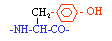 CH₂ - OH
-NH-CH-CO-